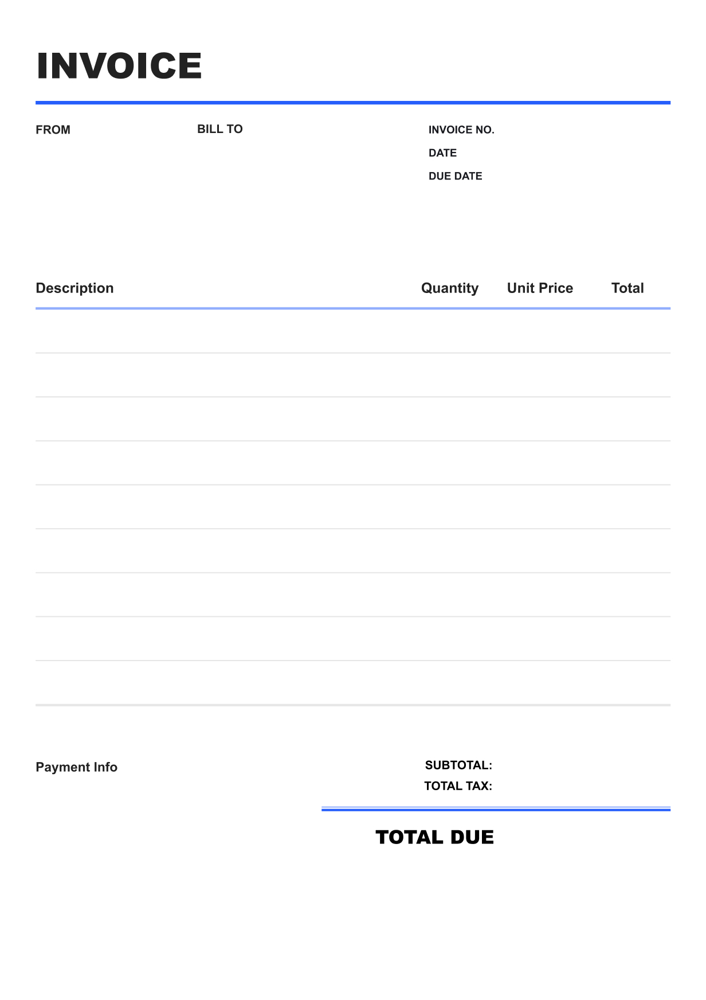 INVOICE
FROM
BILL TO
INVOICE NO.
DATE
DUE DATE
Description Quantity Unit Price Total
Payment Info
SUBTOTAL:
TOTAL TAX:
TOTAL DUE